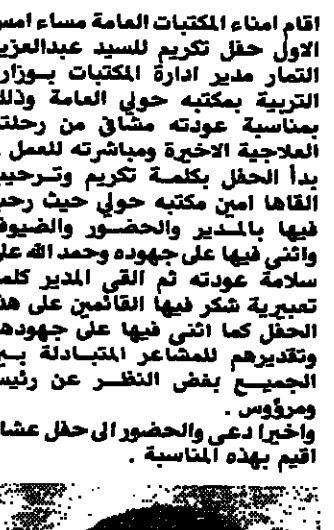 اقام امناء المكتبات العامة مساء امس
الاول حفل تكريم للسيد عبدالعزيز
التمار مدير ادارة المكتبات بوزارة
التربية بمكتبه حولي العامة وذلك
بمناسبة عودته مشافى من رحلته
العلاجية الاخيرة ومباشرته للعمل .
بدأ الحفل بكلمة تكريم وترحيب
القاها امين مكتبه حولي حيث رحب
فيها بالمدير والحضور والضيوف
واثنى فيها على جهوده وحمد الله على
سلامة عودته ثم القى المدير كلمة
تعبيرية شكر فيها القائمين على هذا
الحفل كما اثنى فيها على جهودهم
وتقديرهم للمشاعر المتبادلة بين
الجميع بغض النظر عن رئيس
ومرؤوس .
واخيرا دعى والحضور الى حفل عشاء
اقيم بهذه المناسبة .